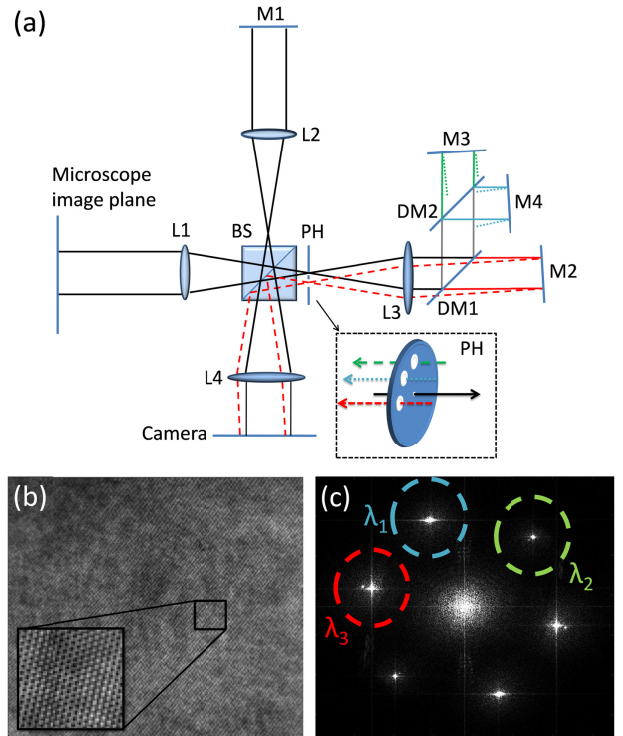 (a)
M1
L2
M3
Microscope
image plane
M4
DM2
L1
BS
PH
M2
L3
DM1
PH
L4
Camera
(b)
(c)
λ1
λ2
λ3